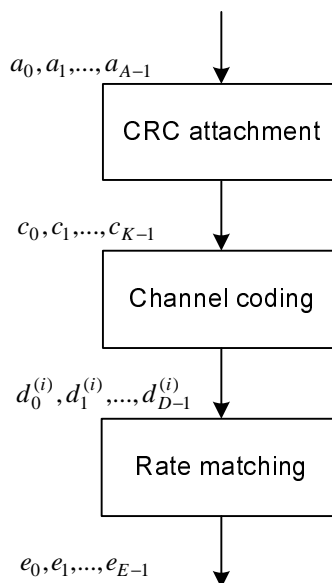 a_0, a_1, ..., a_{A-1}
CRC attachment
c_0, c_1, ..., c_{K-1}
Channel coding
d_0^{(i)}, d_1^{(i)}, ..., d_{D-1}^{(i)}
Rate matching
e_0, e_1, ..., e_{E-1}